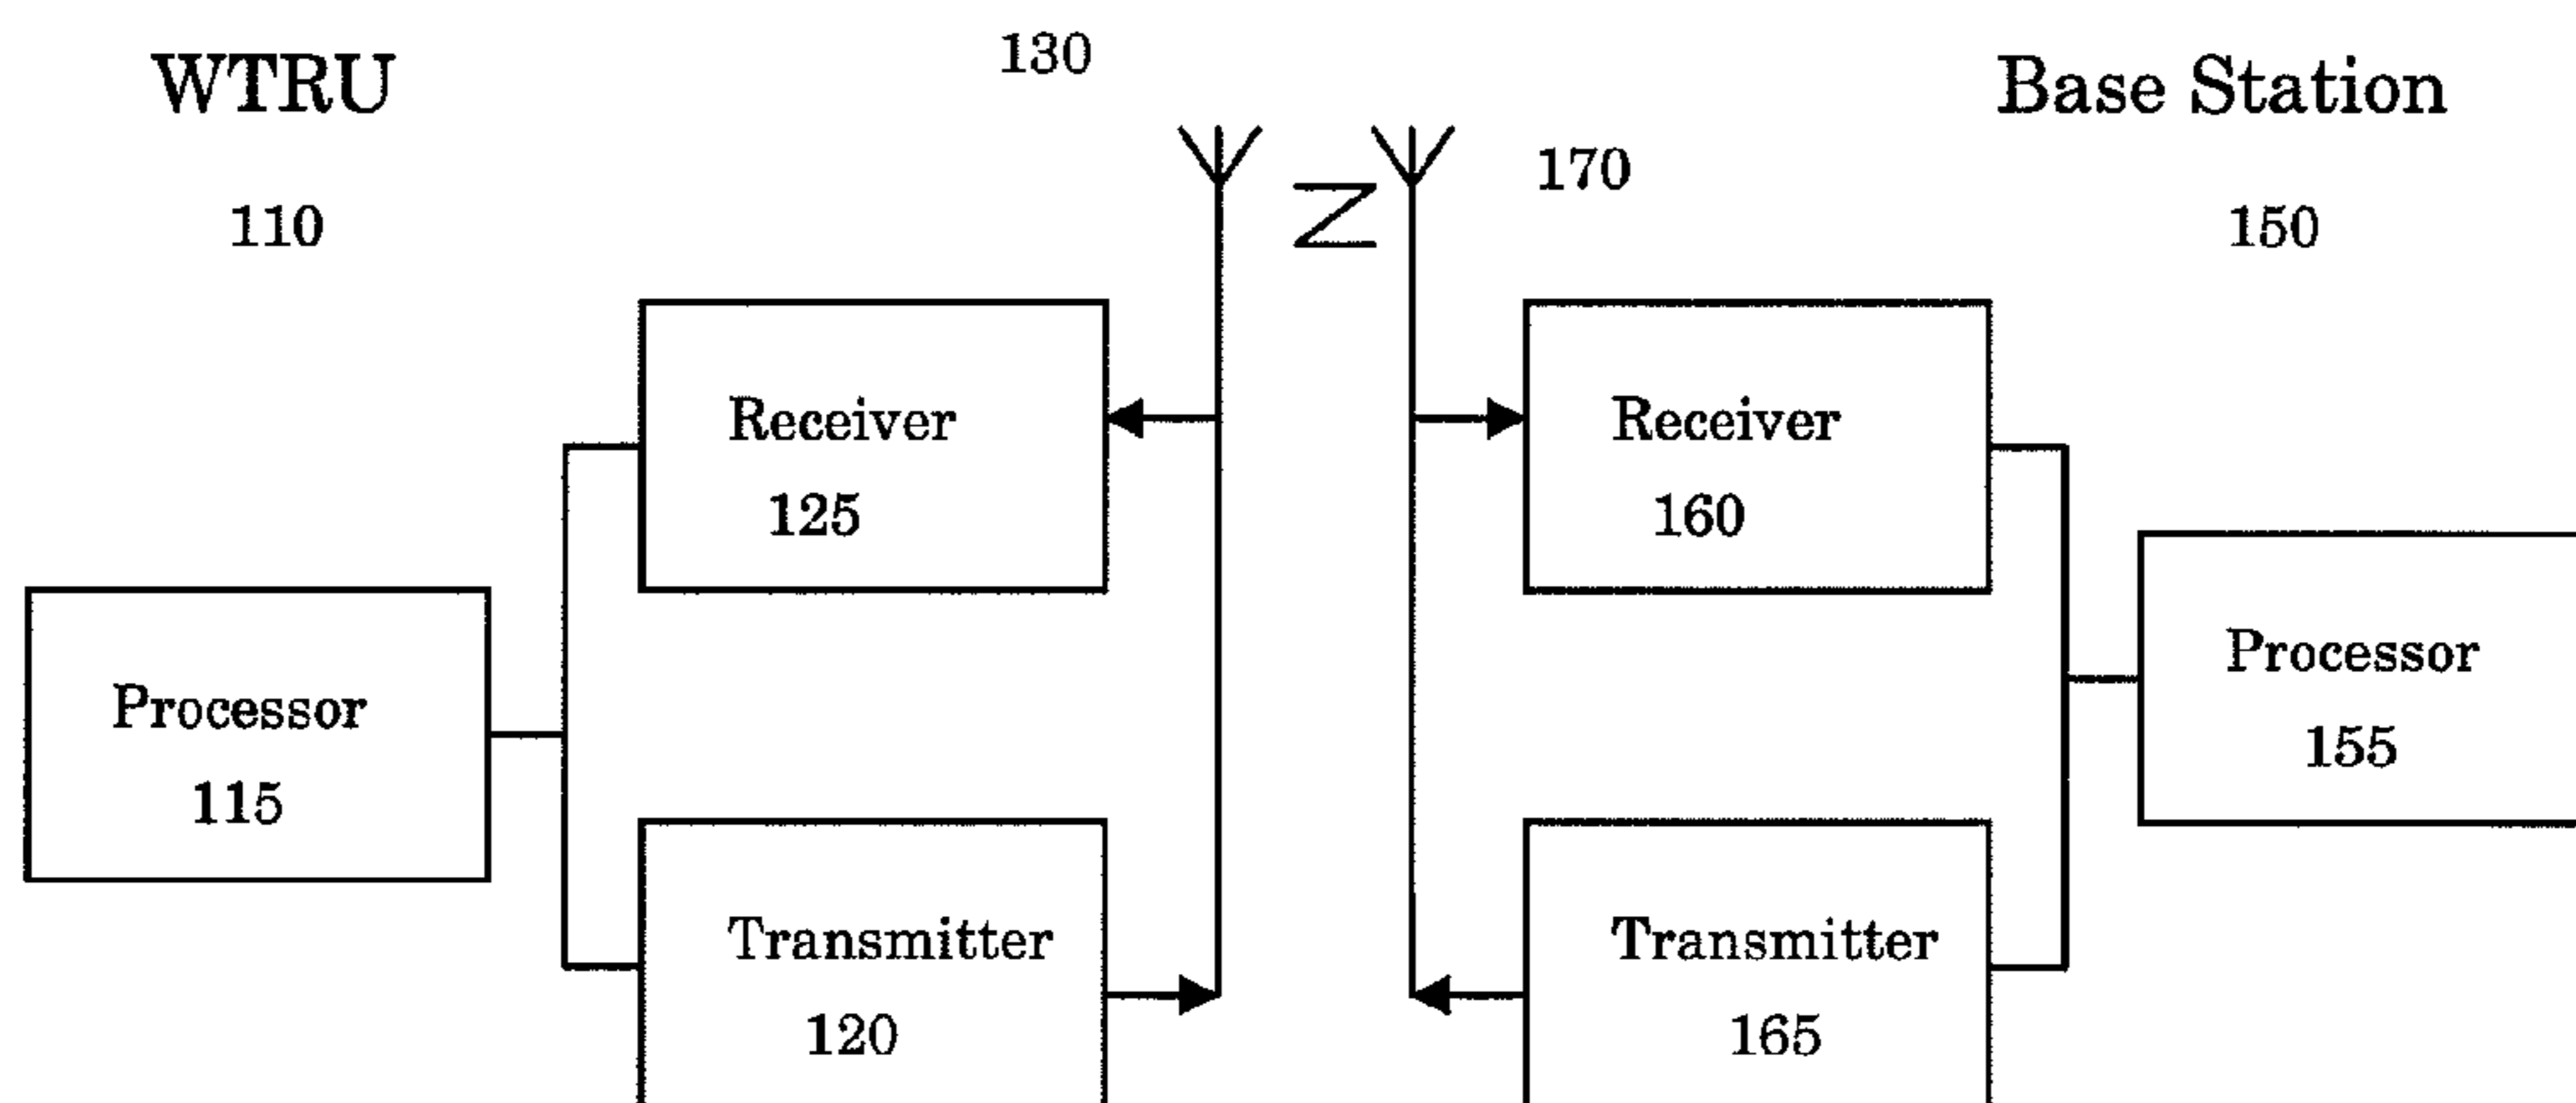 WTRU
110
130
170
Base Station
150
Receiver
125
Receiver
160
Processor
115
Processor
155
Transmitter
120
Transmitter
165